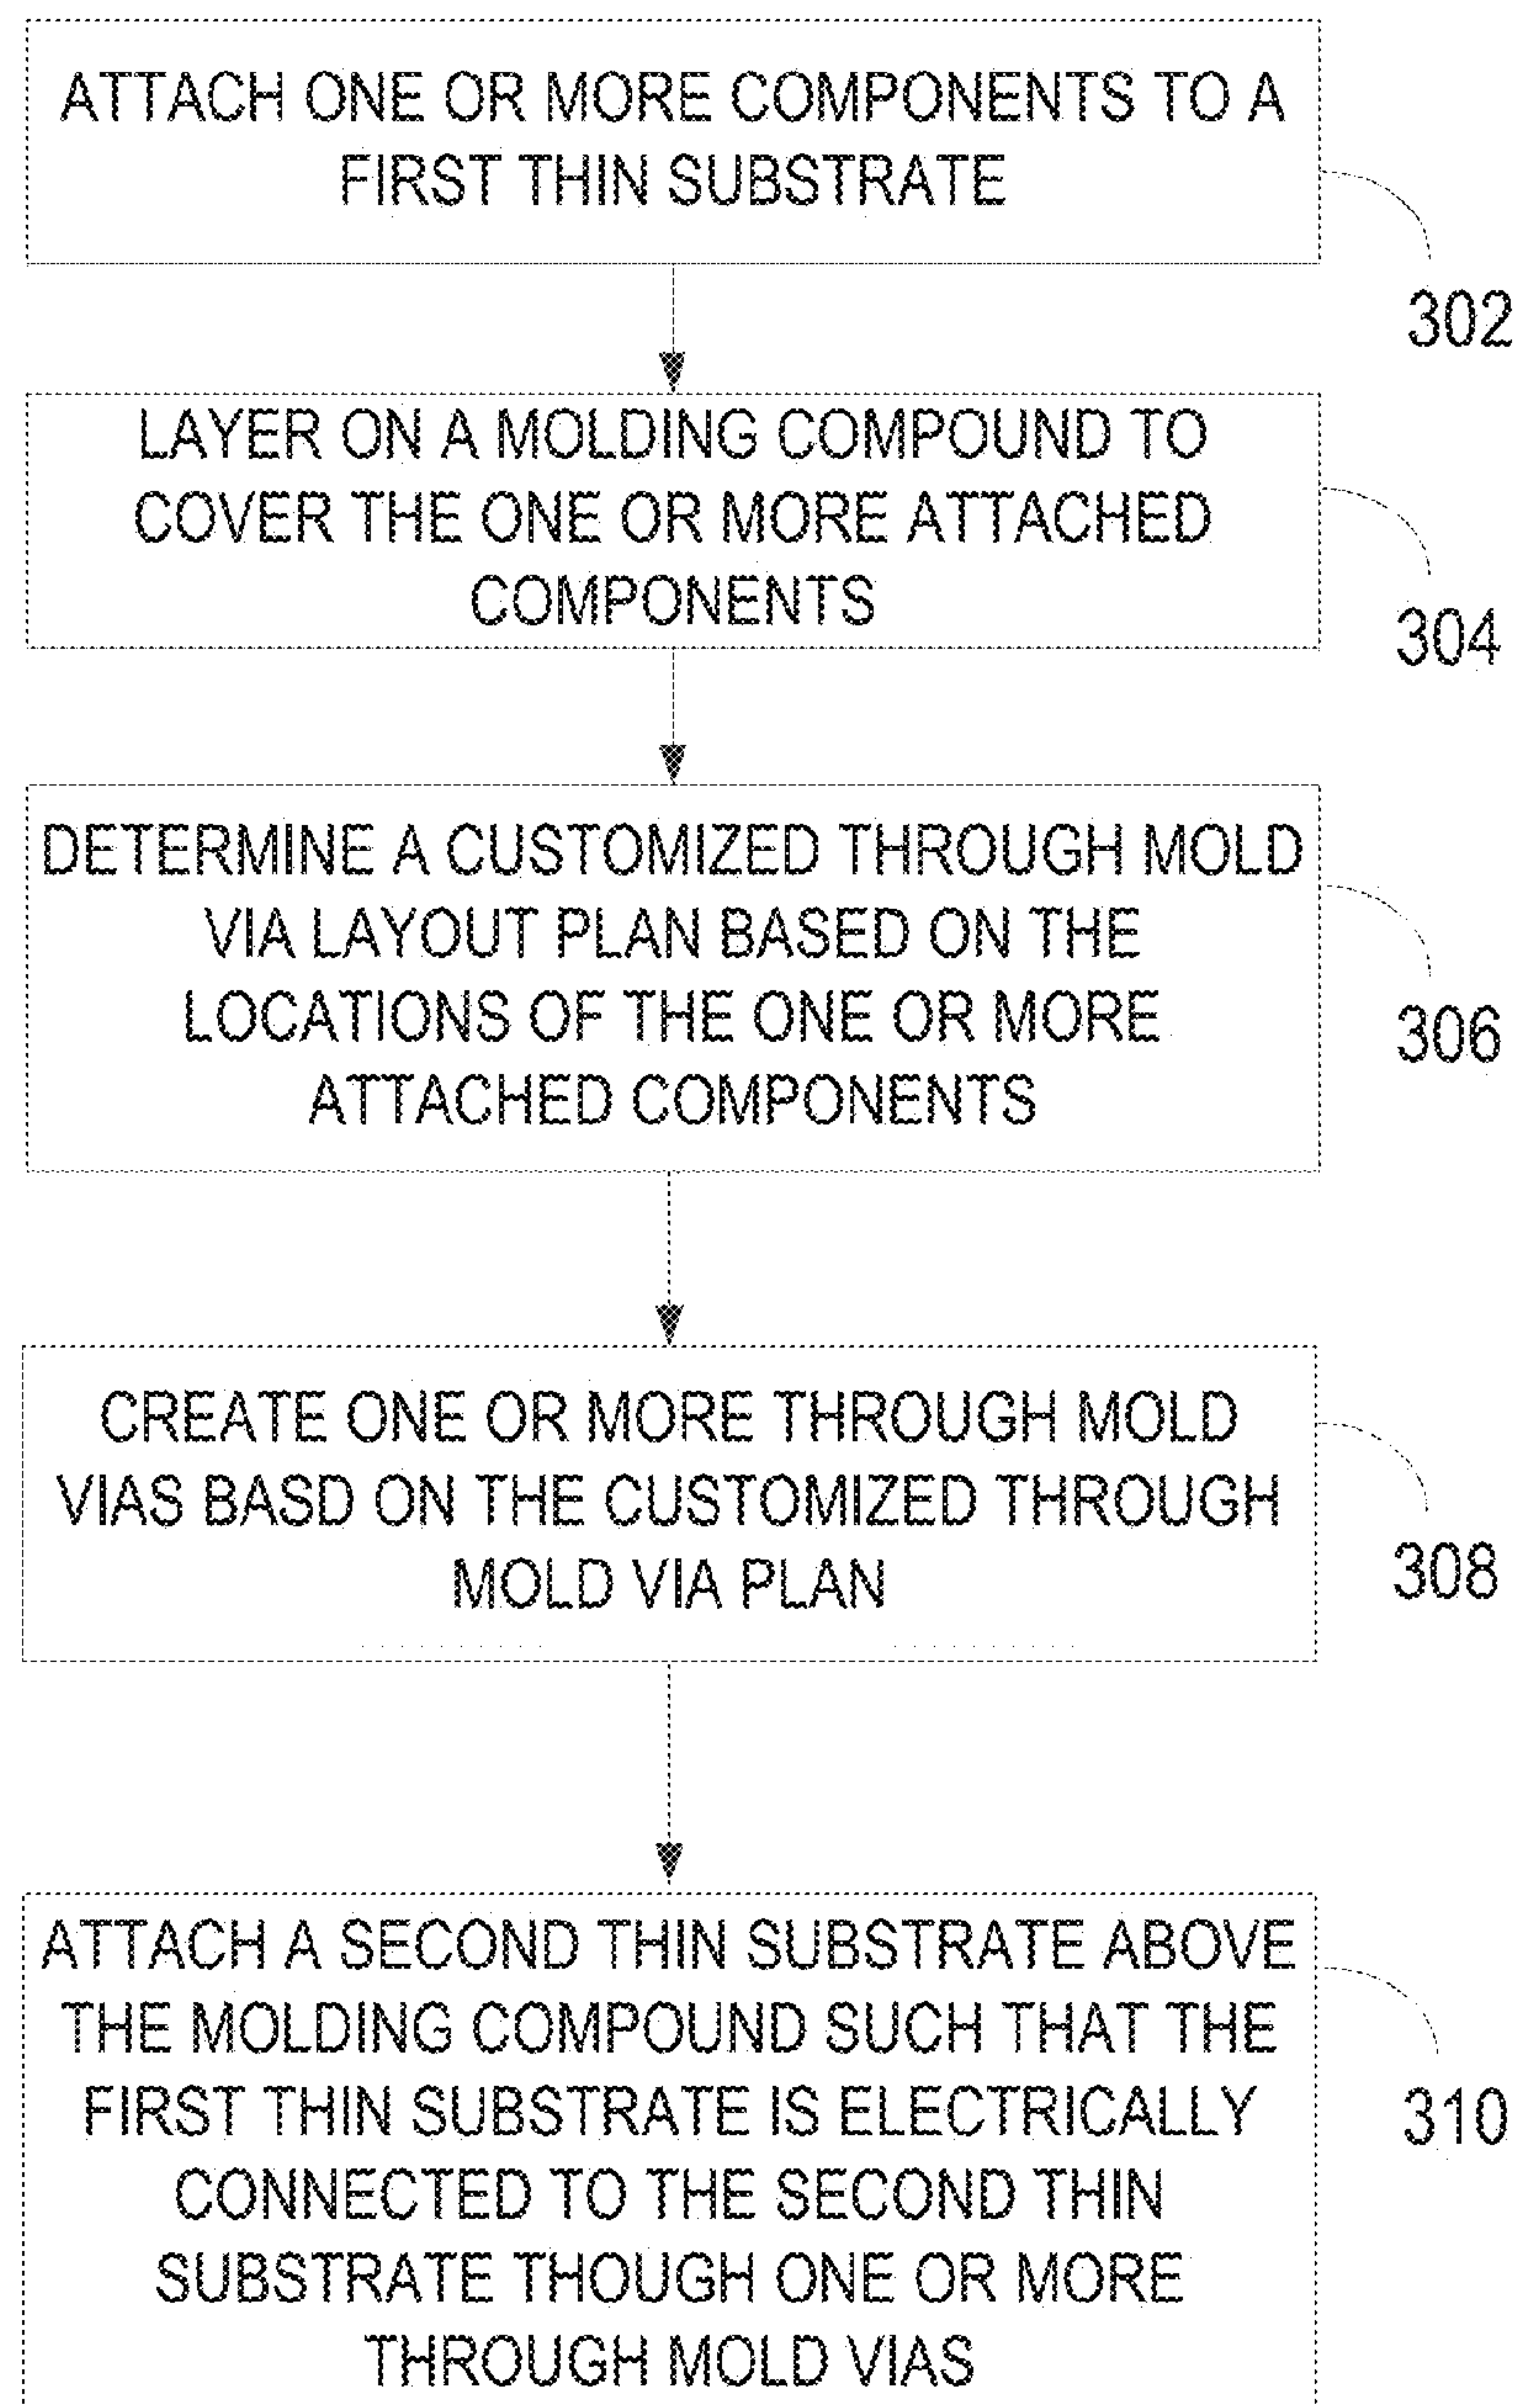 ATTACH ONE OR MORE COMPONENTS TO A
FIRST THIN SUBSTRATE
302
LAYER ON A MOLDING COMPOUND TO
COVER THE ONE OR MORE ATTACHED
COMPONENTS
304
DETERMINE A CUSTOMIZED THROUGH MOLD
VIA LAYOUT PLAN BASED ON THE
LOCATIONS OF THE ONE OR MORE
ATTACHED COMPONENTS
306
CREATE ONE OR MORE THROUGH MOLD
VIAS BASD ON THE CUSTOMIZED THROUGH
MOLD VIA PLAN
308
ATTACH A SECOND THIN SUBSTRATE ABOVE
THE MOLDING COMPOUND SUCH THAT THE
FIRST THIN SUBSTRATE IS ELECTRICALLY
CONNECTED TO THE SECOND THIN
SUBSTRATE THOUGH ONE OR MORE
THROUGH MOLD VIAS
310